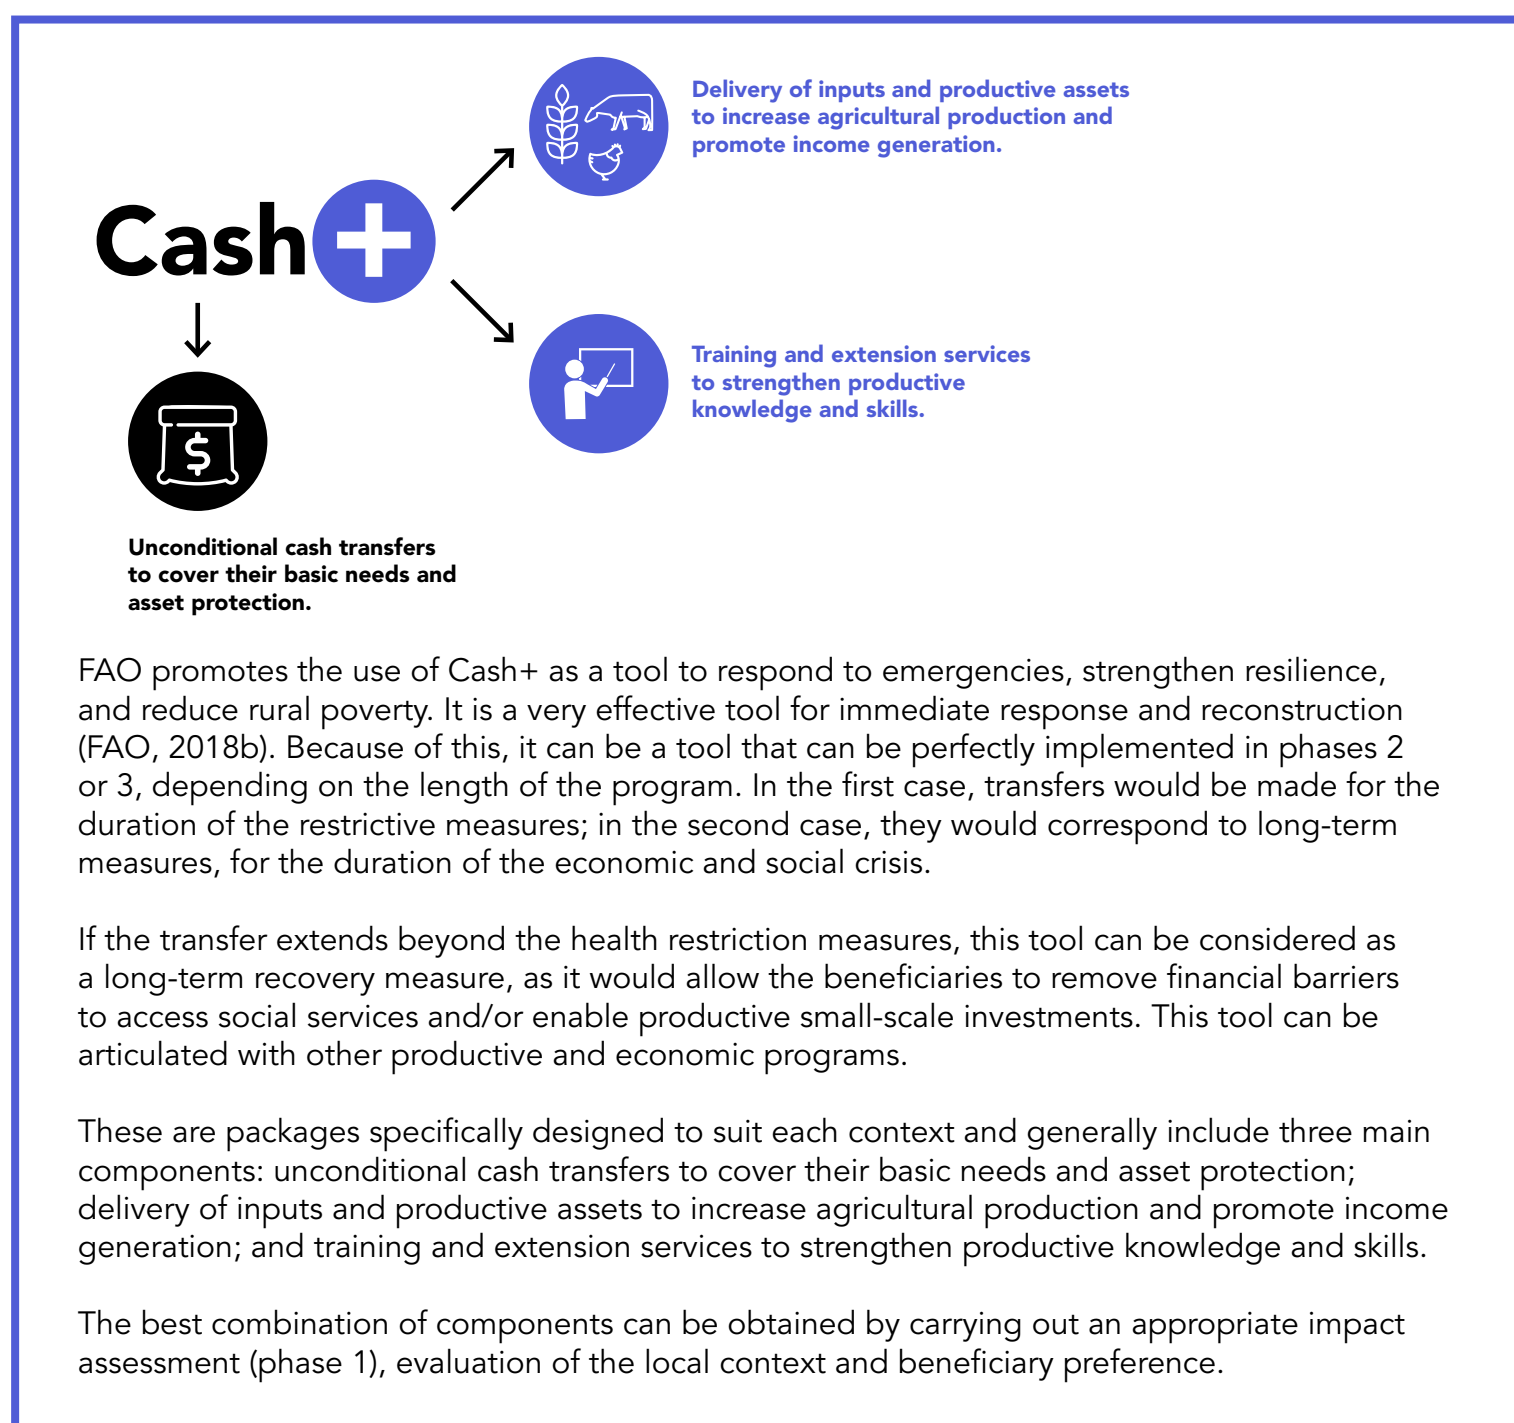 Delivery of inputs and productive assets
to increase agricultural production and
promote income generation.
Cash+
Training and extension services
to strengthen productive
knowledge and skills.
$
Unconditional cash transfers
to cover their basic needs and
asset protection.
FAO promotes the use of Cash+ as a tool to respond to emergencies, strengthen resilience,
and reduce rural poverty. It is a very effective tool for immediate response and reconstruction
(FAO, 2018b). Because of this, it can be a tool that can be perfectly implemented in phases 2
or 3, depending on the length of the program. In the first case, transfers would be made for the
duration of the restrictive measures; in the second case, they would correspond to long-term
measures, for the duration of the economic and social crisis.
If the transfer extends beyond the health restriction measures, this tool can be considered as
a long-term recovery measure, as it would allow the beneficiaries to remove financial barriers
to access social services and/or enable productive small-scale investments. This tool can be
articulated with other productive and economic programs.
These are packages specifically designed to suit each context and generally include three main
components: unconditional cash transfers to cover their basic needs and asset protection;
delivery of inputs and productive assets to increase agricultural production and promote income
generation; and training and extension services to strengthen productive knowledge and skills.
The best combination of components can be obtained by carrying out an appropriate impact
assessment (phase 1), evaluation of the local context and beneficiary preference.